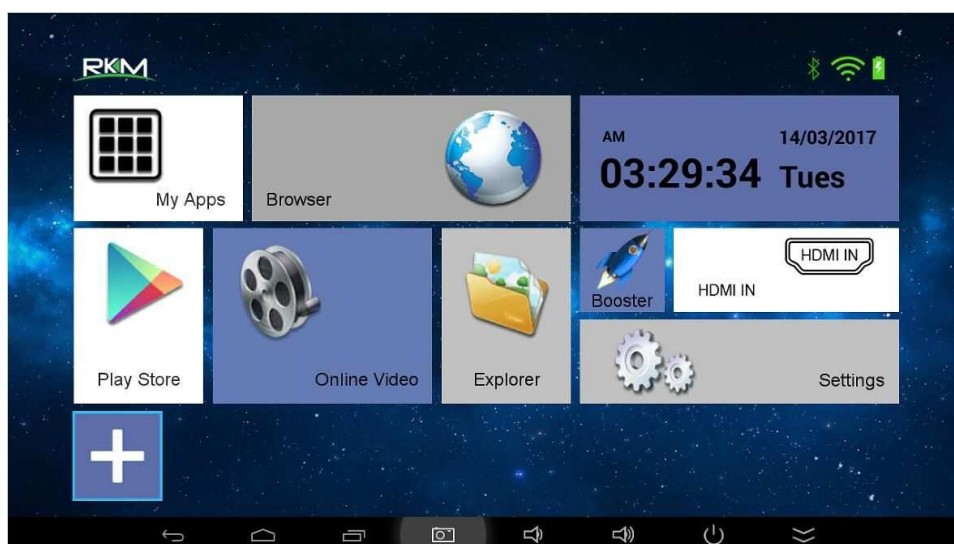 RKM
My Apps
Browser
AM
14/03/2017
03:29:34
Tues
Play Store
Online Video
Explorer
Booster
HDMI IN
HDMI IN
Settings